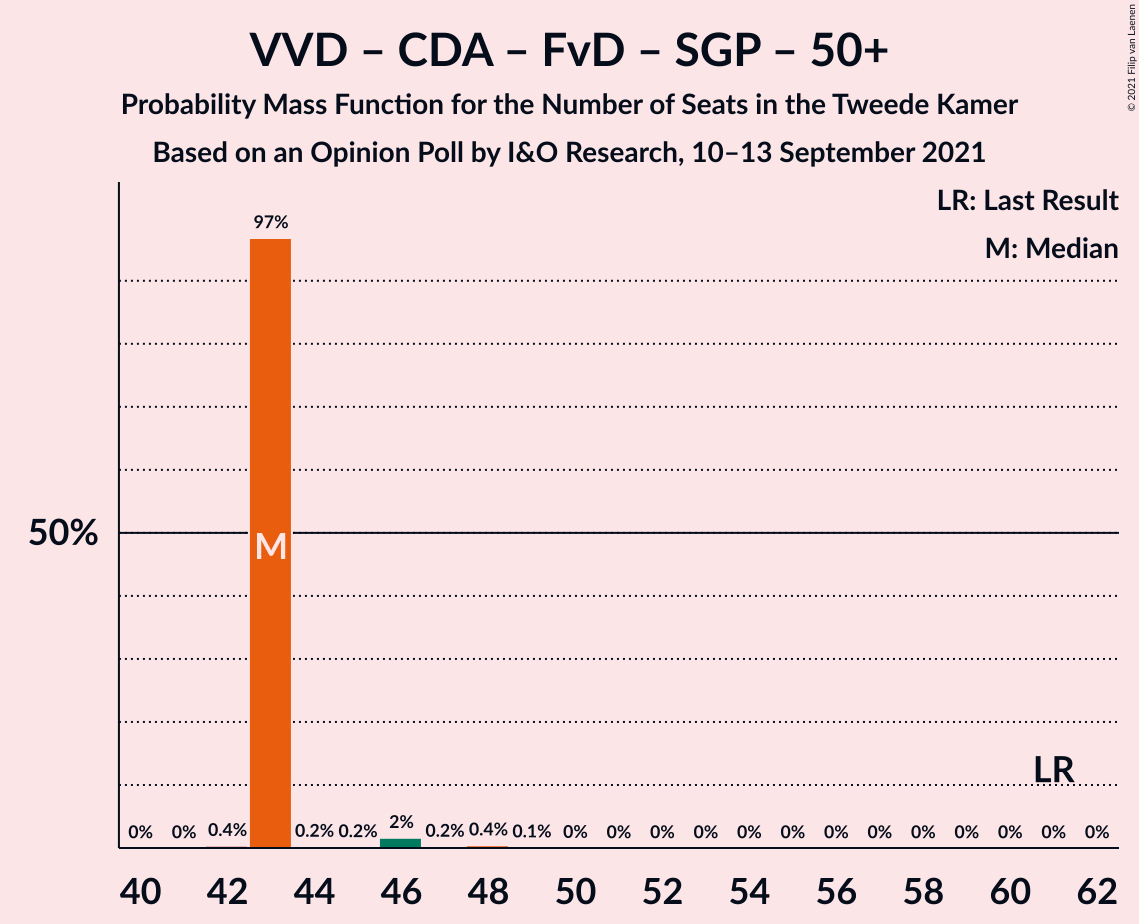 VVD – CDA – FvD – SGP – 50+
Probability Mass Function for the Number of Seats in the Tweede Kamer
Based on an Opinion Poll by I&O Research, 10–13 September 2021
© 2021 Filip van Laenen
LR: Last Result
M: Median
97%
50%
M
LR
0% 0% 0.4% 0.2% 0.2% 2% 0.2% 0.4% 0.1% 0% 0% 0% 0% 0% 0% 0% 0% 0% 0% 0% 0% 0%
40 42 44 46 48 50 52 54 56 58 60 62